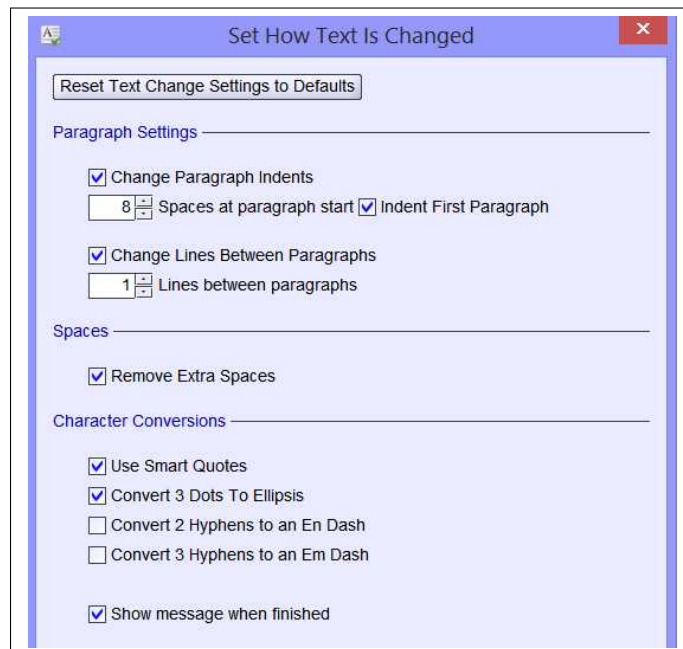 Set How Text Is Changed
Reset Text Change Settings to Defaults
Paragraph Settings
Change Paragraph Indents
8 Spaces at paragraph start Indent First Paragraph
Change Lines Between Paragraphs
1 Lines between paragraphs
Spaces
Remove Extra Spaces
Character Conversions
Use Smart Quotes
Convert 3 Dots To Ellipsis
Convert 2 Hyphens to an En Dash
Convert 3 Hyphens to an Em Dash
Show message when finished